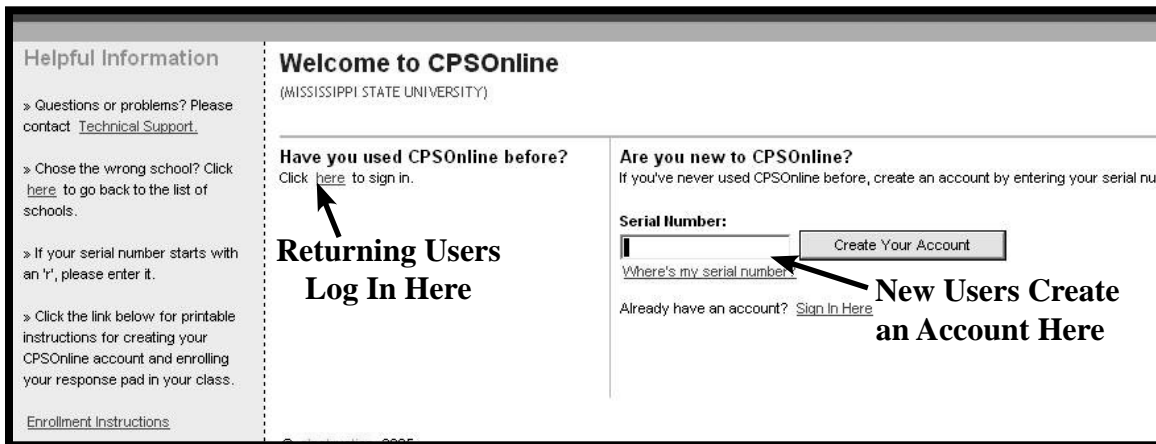 Helpful Information
» Questions or problems? Please
contact Technical Support.
» Chose the wrong school? Click
here to go back to the list of
schools.
» If your serial number starts with
an 'r', please enter it.
» Click the link below for printable
instructions for creating your
CPSOnline account and enrolling
your response pad in your class.
Enrollment Instructions
Welcome to CPSOnline
(MISSISSIPPI STATE UNIVERSITY)
Have you used CPSOnline before?
Click here to sign in.
Returning Users
Log In Here
Are you new to CPSOnline?
If you've never used CPSOnline before, create an account by entering your serial nu
Serial Number:
Create Your Account
Where's my serial number?
Already have an account? Sign In Here
New Users Create
an Account Here